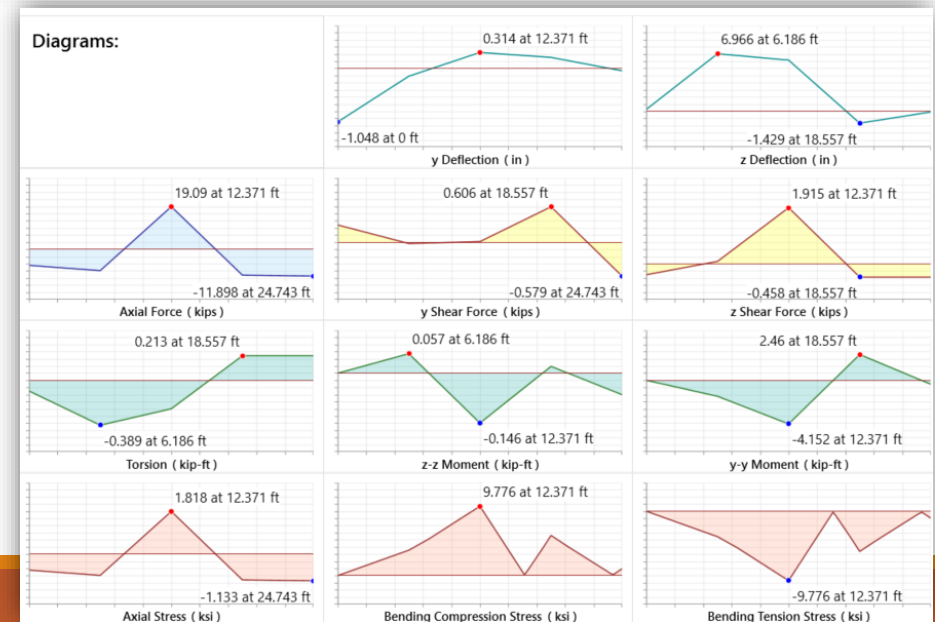 Diagrams:
0.314 at 12.371 ft
-1.048 at 0 ft
y Deflection ( in )
6.966 at 6.186 ft
-1.429 at 18.557 ft
z Deflection ( in )
19.09 at 12.371 ft
-11.898 at 24.743 ft
Axial Force ( kips )
0.606 at 18.557 ft
-0.579 at 24.743 ft
y Shear Force ( kips )
1.915 at 12.371 ft
-0.458 at 18.557 ft
z Shear Force ( kips )
0.213 at 18.557 ft
-0.389 at 6.186 ft
Torsion ( kip-ft )
0.057 at 6.186 ft
-0.146 at 12.371 ft
z-z Moment ( kip-ft )
2.46 at 18.557 ft
-4.152 at 12.371 ft
y-y Moment ( kip-ft )
1.818 at 12.371 ft
-1.133 at 24.743 ft
Axial Stress ( ksi )
9.776 at 12.371 ft
Bending Compression Stress ( ksi )
-9.776 at 12.371 ft
Bending Tension Stress ( ksi )